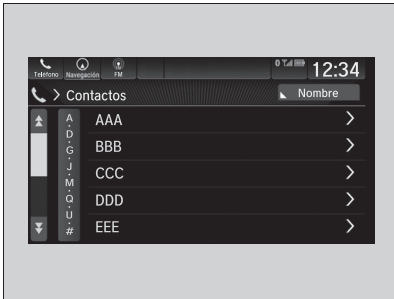 Teléfono Navegación FM 12:34
Contactos Nombre
A
D
G
J
M
Q
U
#
AAA
BBB
CCC
DDD
EEE